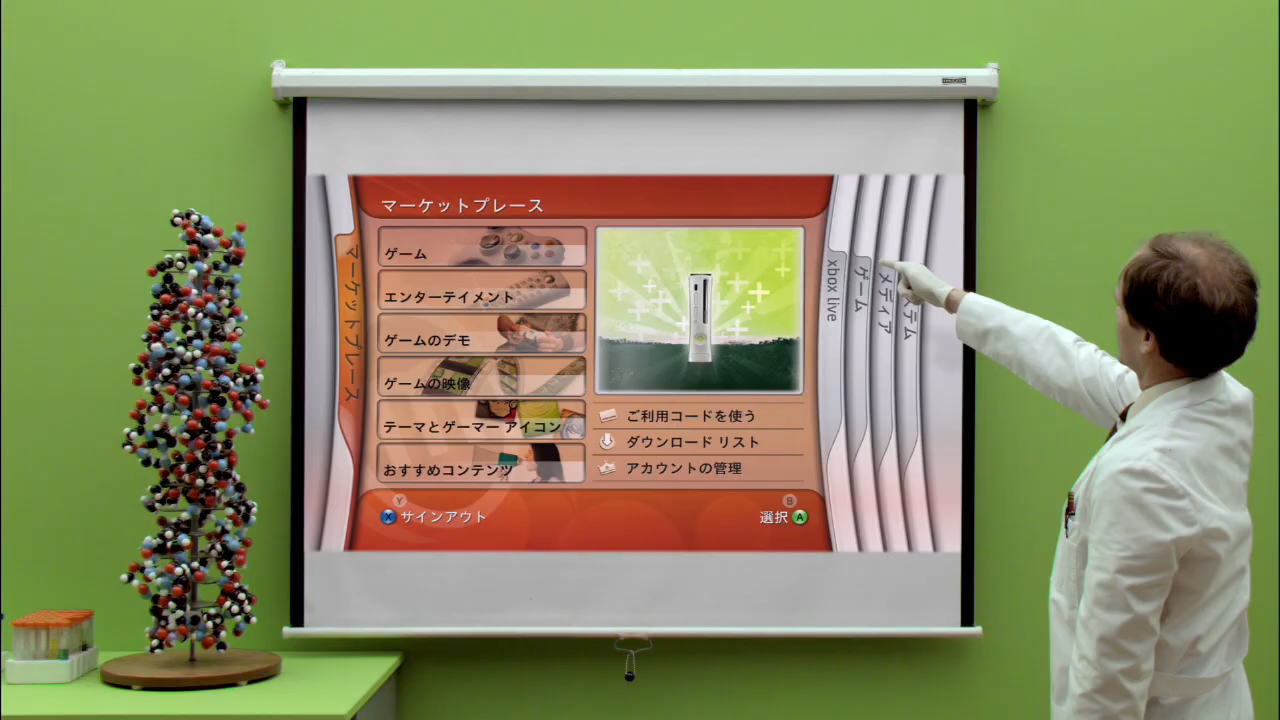 マーケットプレース
マーケットプレース
ゲーム
エンターテイメント
ゲームのデモ
ゲームの映像
テーマとゲーマー アイコン
おすすめコンテンツ
ご利用コードを使う
ダウンロード リスト
アカウントの管理
Y
X サインアウト
B
選択 A
xbox live
ゲーム
メディア
ステム